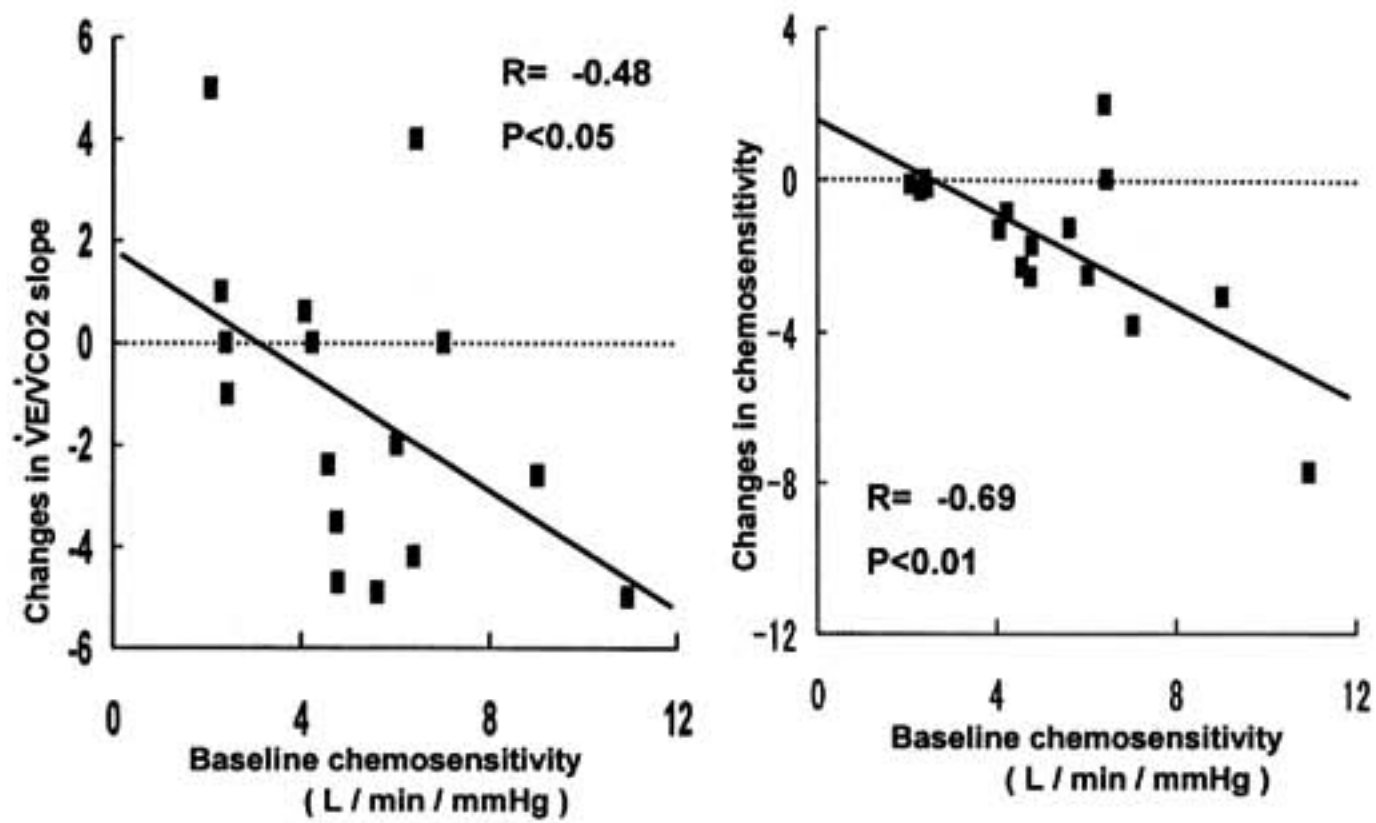 6
4
2
0
-2
-4
-6
Changes in V̇E/V̇CO2 slope
R= -0.48
P<0.05
0 4 8 12
Baseline chemosensitivity
( L / min / mmHg )
4
0
-4
-8
-12
Changes in chemosensitivity
R= -0.69
P<0.01
0 4 8 12
Baseline chemosensitivity
( L / min / mmHg )